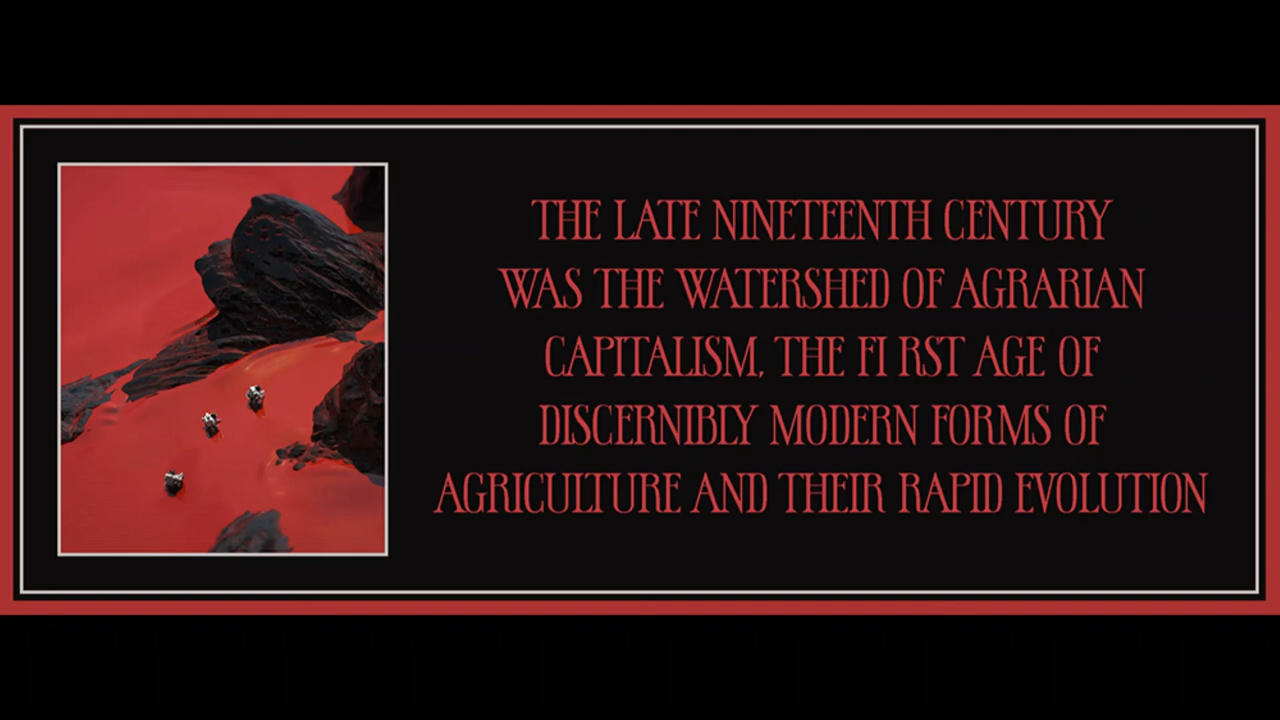 THE LATE NINETEENTH CENTURY
WAS THE WATERSHED OF AGRARIAN
CAPITALISM, THE FI RST AGE OF
DISCERNIBLY MODERN FORMS OF
AGRICULTURE AND THEIR RAPID EVOLUTION